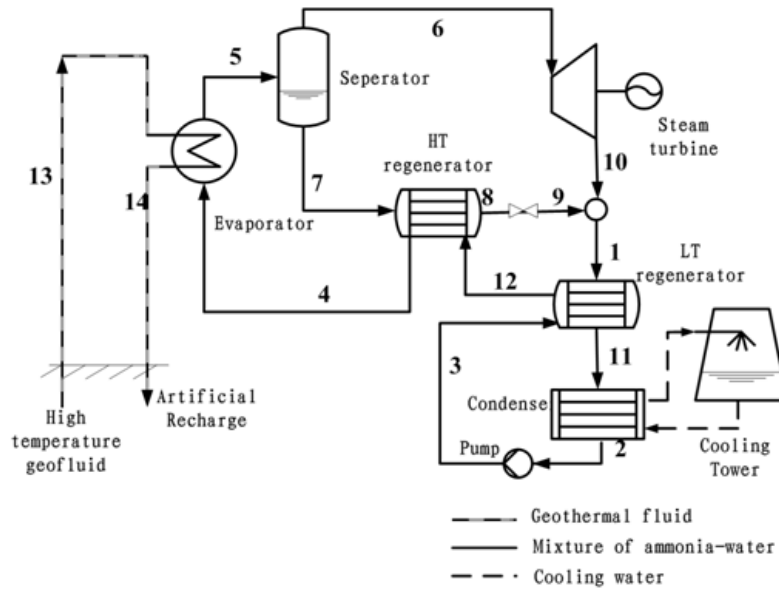 6
5
Seperator
HT
regenerator
Steam
turbine
13
14
7
10
8
9
Evaporator
1
LT
regenerator
12
4
3
11
Artificial
Recharge
High
temperature
geofluid
Condense
2
Pump
Cooling
Tower
Geothermal fluid
Mixture of ammonia-water
Cooling water